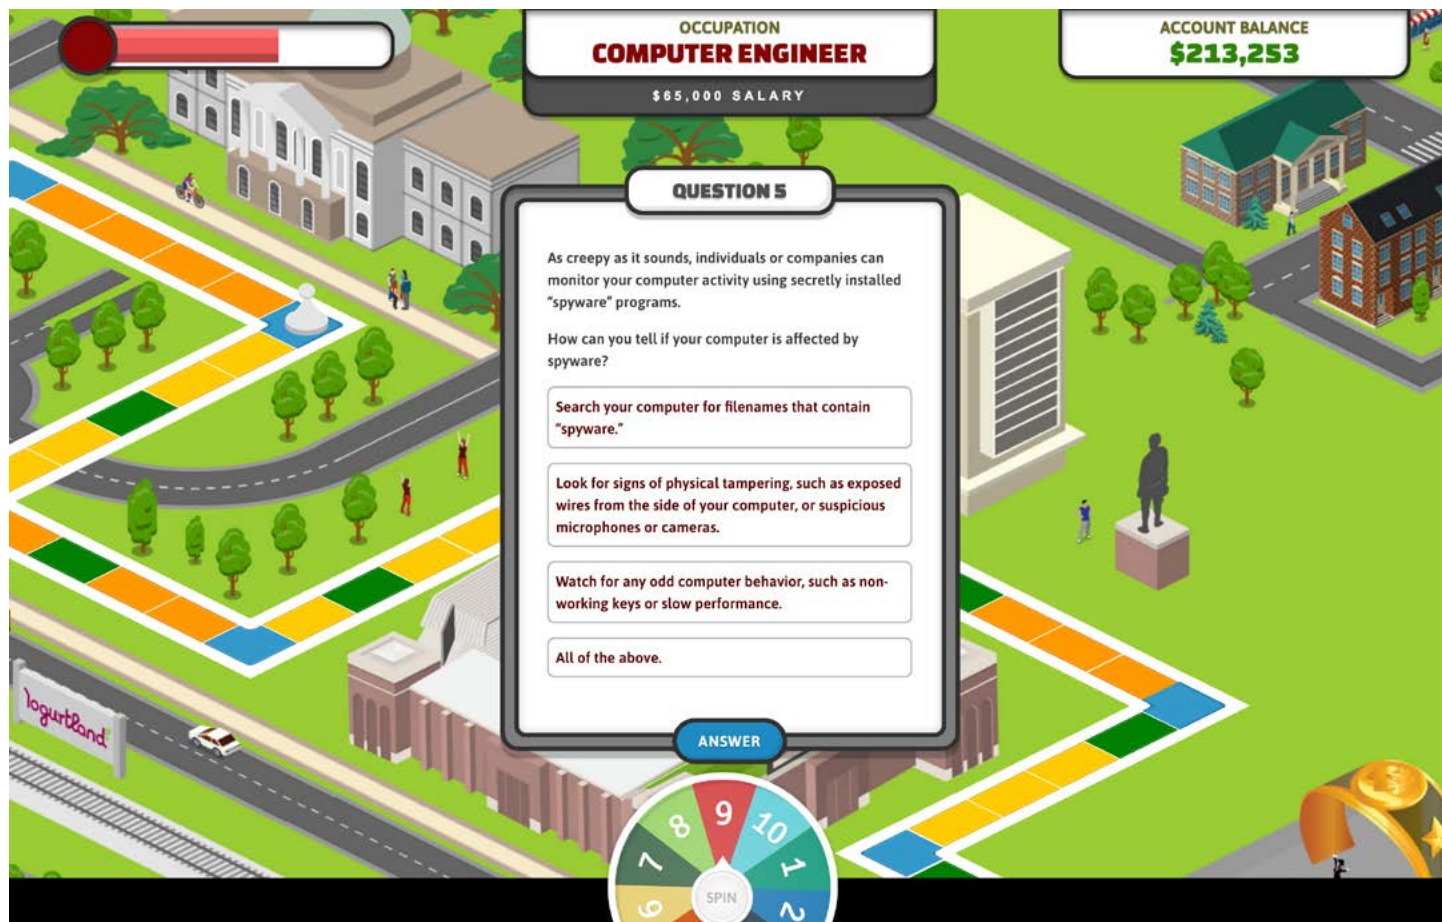 OCCUPATION
COMPUTER ENGINEER
$65,000 SALARY
ACCOUNT BALANCE
$213,253
QUESTION 5
As creepy as it sounds, individuals or companies can
monitor your computer activity using secretly installed
"spyware" programs.
How can you tell if your computer is affected by
spyware?
Search your computer for filenames that contain
"spyware."
Look for signs of physical tampering, such as exposed
wires from the side of your computer, or suspicious
microphones or cameras.
Watch for any odd computer behavior, such as non-
working keys or slow performance.
All of the above.
ANSWER
Yogurtland
6
7
8
9
10
1
2
SPIN